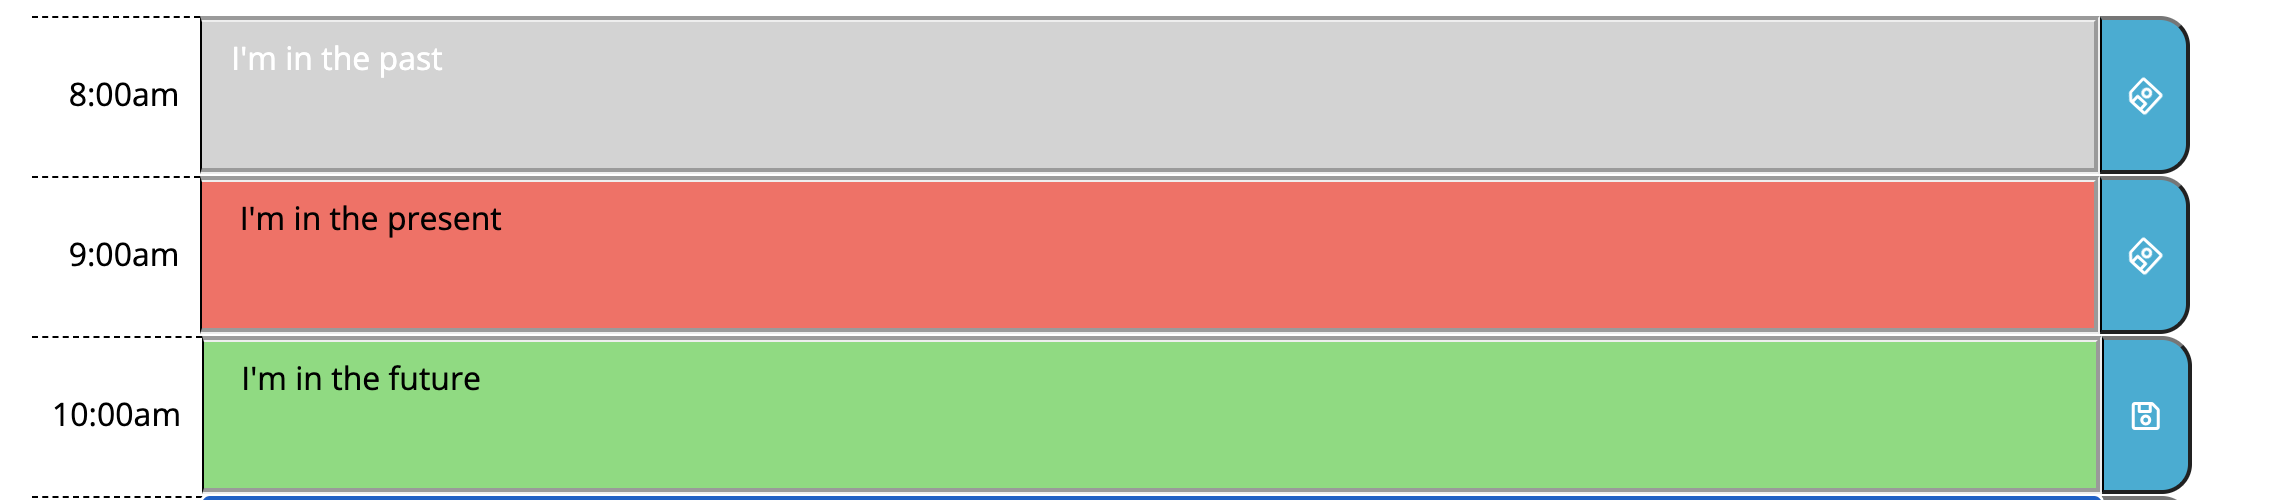 I'm in the past
8:00am
I'm in the present
9:00am
I'm in the future
10:00am